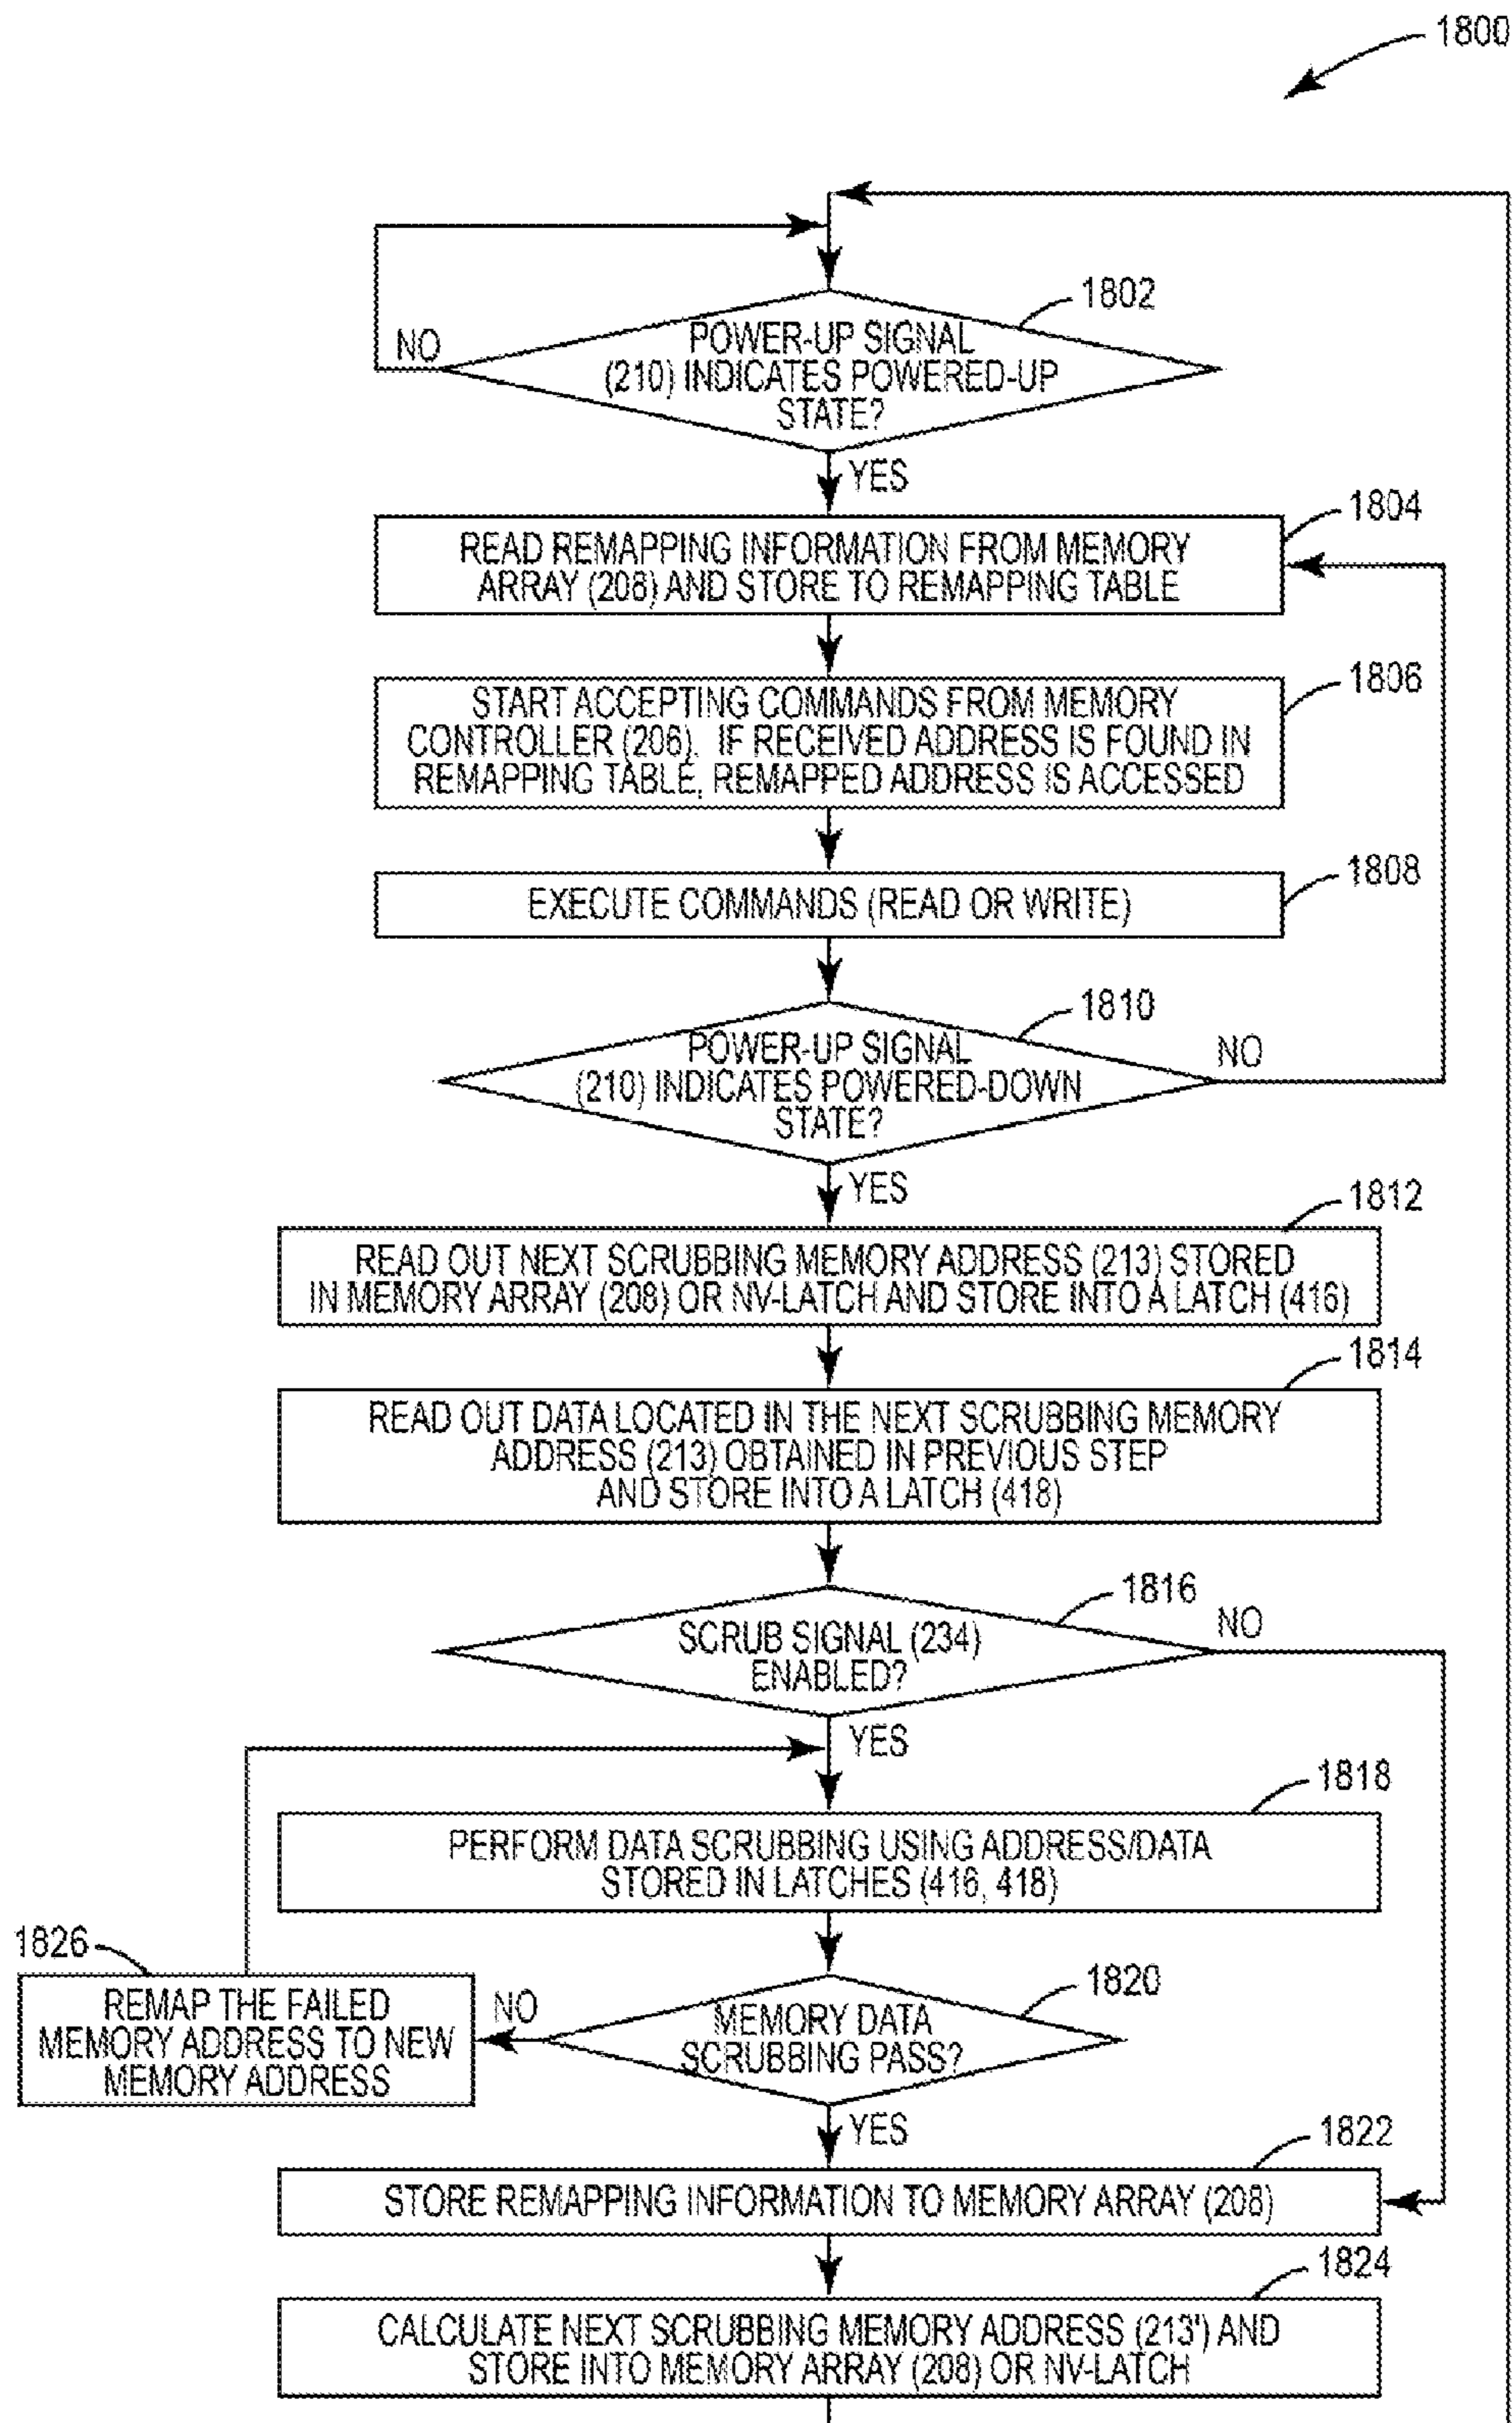 1800
1802
NO
POWER-UP SIGNAL
(210) INDICATES POWERED-UP
STATE?
YES
1804
READ REMAPPING INFORMATION FROM MEMORY
ARRAY (208) AND STORE TO REMAPPING TABLE
1806
START ACCEPTING COMMANDS FROM MEMORY
CONTROLLER (206). IF RECEIVED ADDRESS IS FOUND IN
REMAPPING TABLE, REMAPPED ADDRESS IS ACCESSED
1808
EXECUTE COMMANDS (READ OR WRITE)
1810
POWER-UP SIGNAL
(210) INDICATES POWERED-DOWN
STATE?
NO
YES
1812
READ OUT NEXT SCRUBBING MEMORY ADDRESS (213) STORED
IN MEMORY ARRAY (208) OR NV-LATCH AND STORE INTO A LATCH (416)
1814
READ OUT DATA LOCATED IN THE NEXT SCRUBBING MEMORY
ADDRESS (213) OBTAINED IN PREVIOUS STEP
AND STORE INTO A LATCH (418)
1816
SCRUB SIGNAL (234)
ENABLED?
NO
YES
1818
PERFORM DATA SCRUBBING USING ADDRESS/DATA
STORED IN LATCHES (416, 418)
1826
REMAP THE FAILED
MEMORY ADDRESS TO NEW
MEMORY ADDRESS
NO
1820
MEMORY DATA
SCRUBBING PASS?
YES
1822
STORE REMAPPING INFORMATION TO MEMORY ARRAY (208)
1824
CALCULATE NEXT SCRUBBING MEMORY ADDRESS (213') AND
STORE INTO MEMORY ARRAY (208) OR NV-LATCH